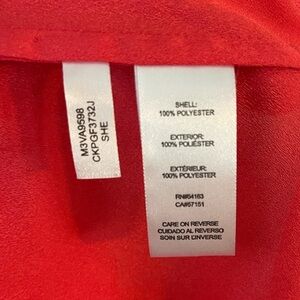 M3VA9598
CKPGF3732J
SHE
SHELL:
100% POLYESTER
EXTERIOR:
100% POLIÉSTER
EXTÉRIEUR:
100% POLYESTER
RN#54163
CA#57151
CARE ON REVERSE
CUIDADO AL REVERSO
SOIN SUR L'INVERSE